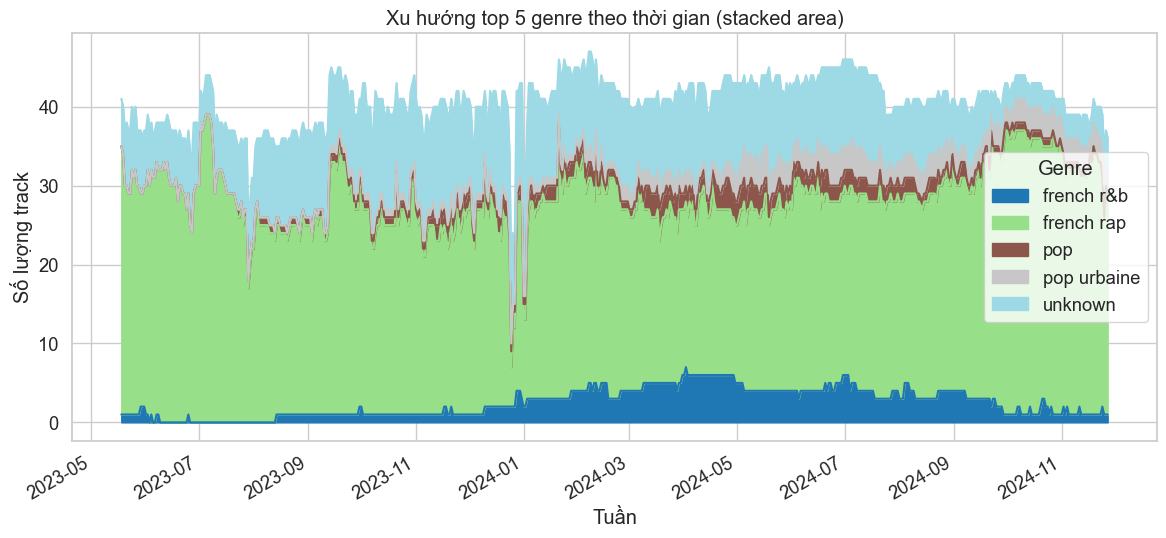 Xu hướng top 5 genre theo thời gian (stacked area)
Số lượng track
40
30
20
10
0
Genre
french r&b
french rap
pop
pop urbaine
unknown
2023-05
2023-07
2023-09
2023-11
2024-01
2024-03
2024-05
2024-07
2024-09
2024-11
Tuần